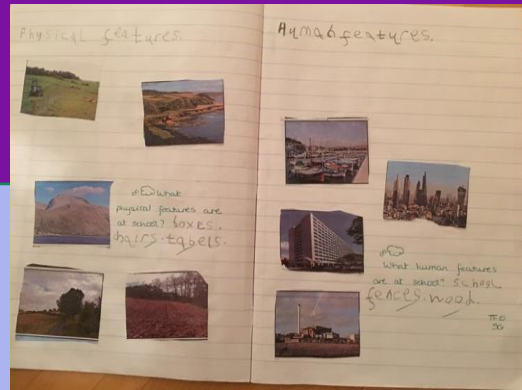 Physical features.
What
physical features are
at school? boxes.
chairs. tabels.
Human features.
What human features
are at school? school
fences. wood.